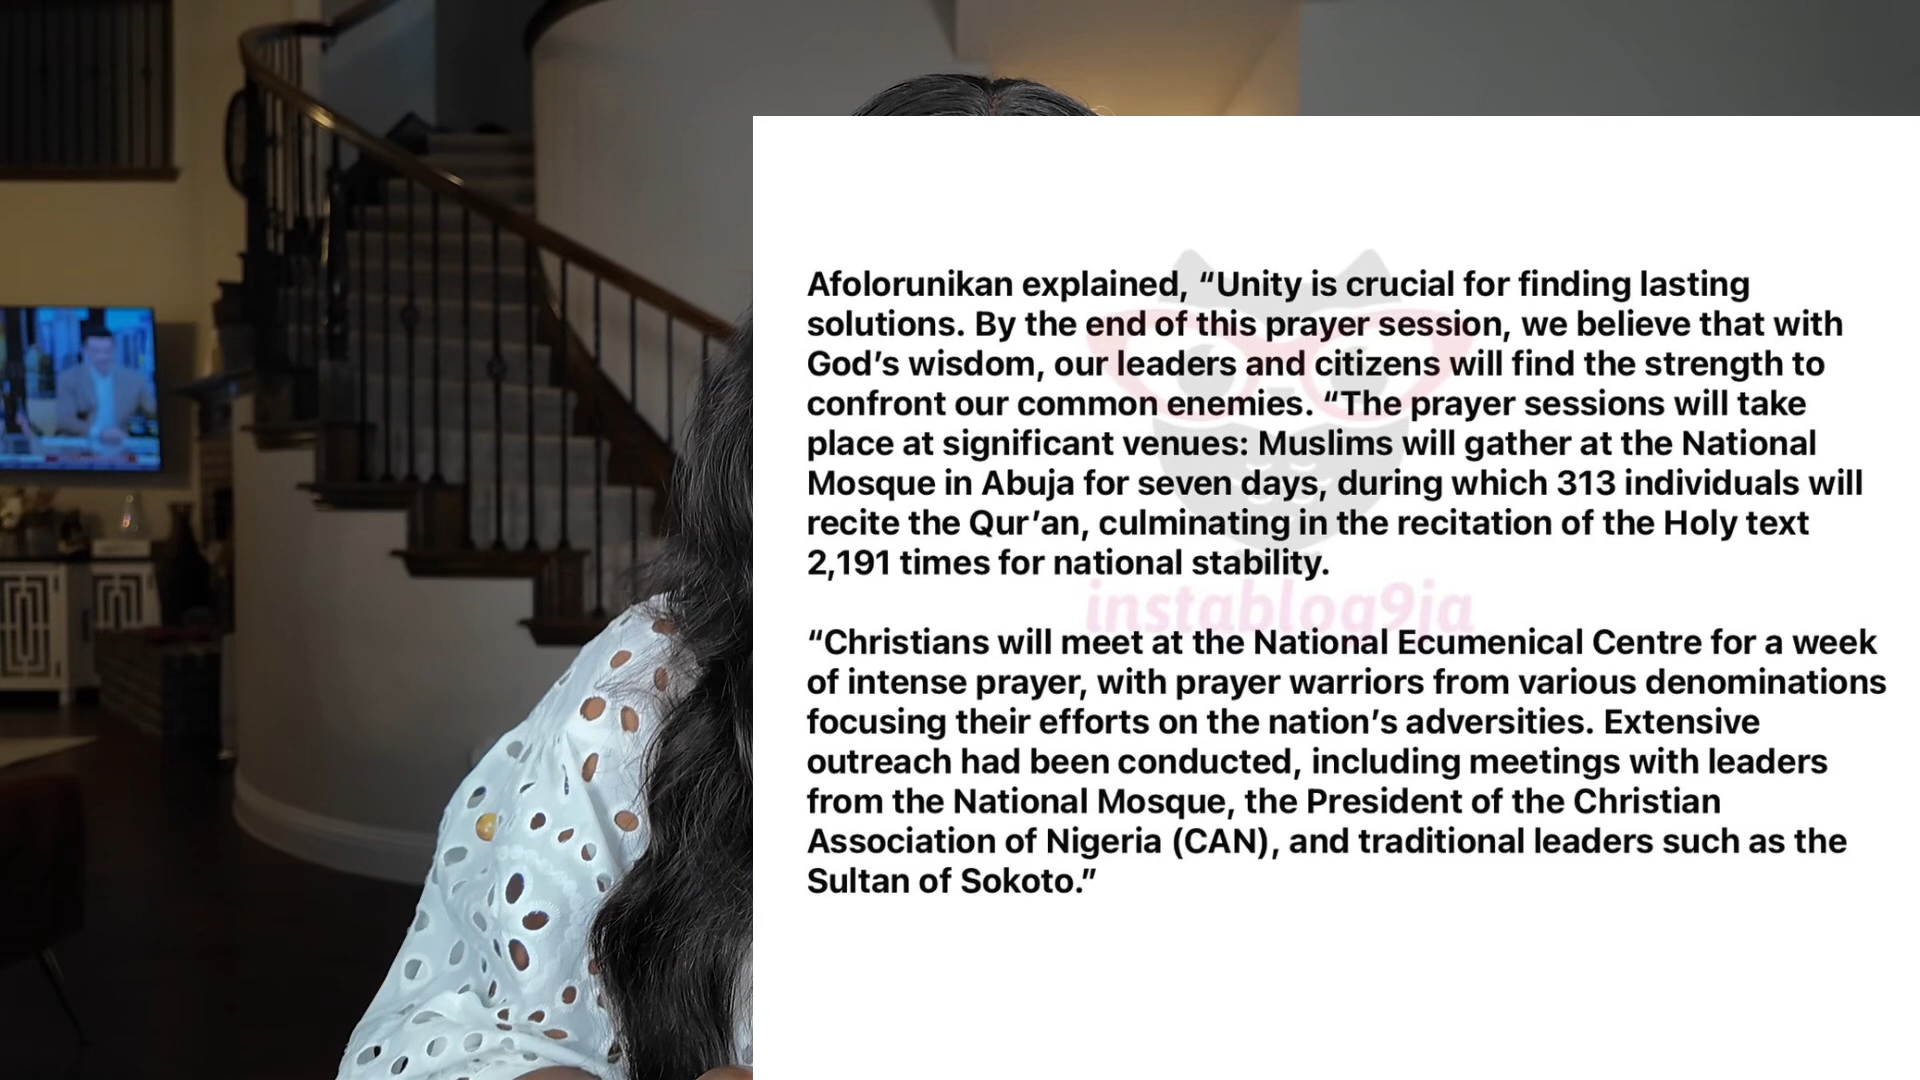 Afolorunikan explained, “Unity is crucial for finding lasting
solutions. By the end of this prayer session, we believe that with
God’s wisdom, our leaders and citizens will find the strength to
confront our common enemies. “The prayer sessions will take
place at significant venues: Muslims will gather at the National
Mosque in Abuja for seven days, during which 313 individuals will
recite the Qur’an, culminating in the recitation of the Holy text
2,191 times for national stability.
instablog9ja
“Christians will meet at the National Ecumenical Centre for a week
of intense prayer, with prayer warriors from various denominations
focusing their efforts on the nation’s adversities. Extensive
outreach had been conducted, including meetings with leaders
from the National Mosque, the President of the Christian
Association of Nigeria (CAN), and traditional leaders such as the
Sultan of Sokoto.”